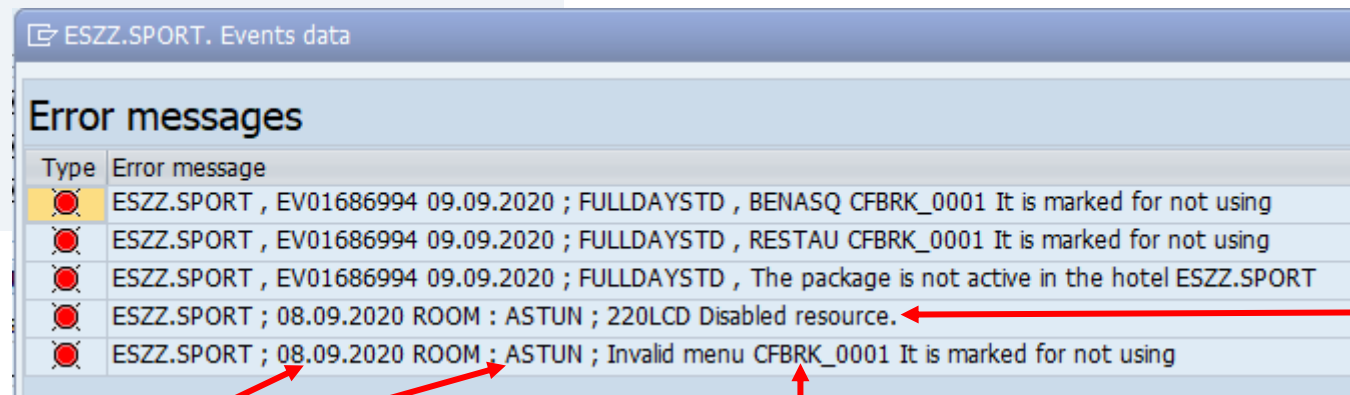 ESZZ.SPORT. Events data
Error messages
Type Error message
ESZZ.SPORT , EV01686994 09.09.2020 ; FULLDAYSTD , BENASQ CFBRK_0001 It is marked for not using
ESZZ.SPORT , EV01686994 09.09.2020 ; FULLDAYSTD , RESTAU CFBRK_0001 It is marked for not using
ESZZ.SPORT , EV01686994 09.09.2020 ; FULLDAYSTD , The package is not active in the hotel ESZZ.SPORT
ESZZ.SPORT ; 08.09.2020 ROOM : ASTUN ; 220LCD Disabled resource.
ESZZ.SPORT ; 08.09.2020 ROOM ; ASTUN ; Invalid menu CFBRK_0001 It is marked for not using